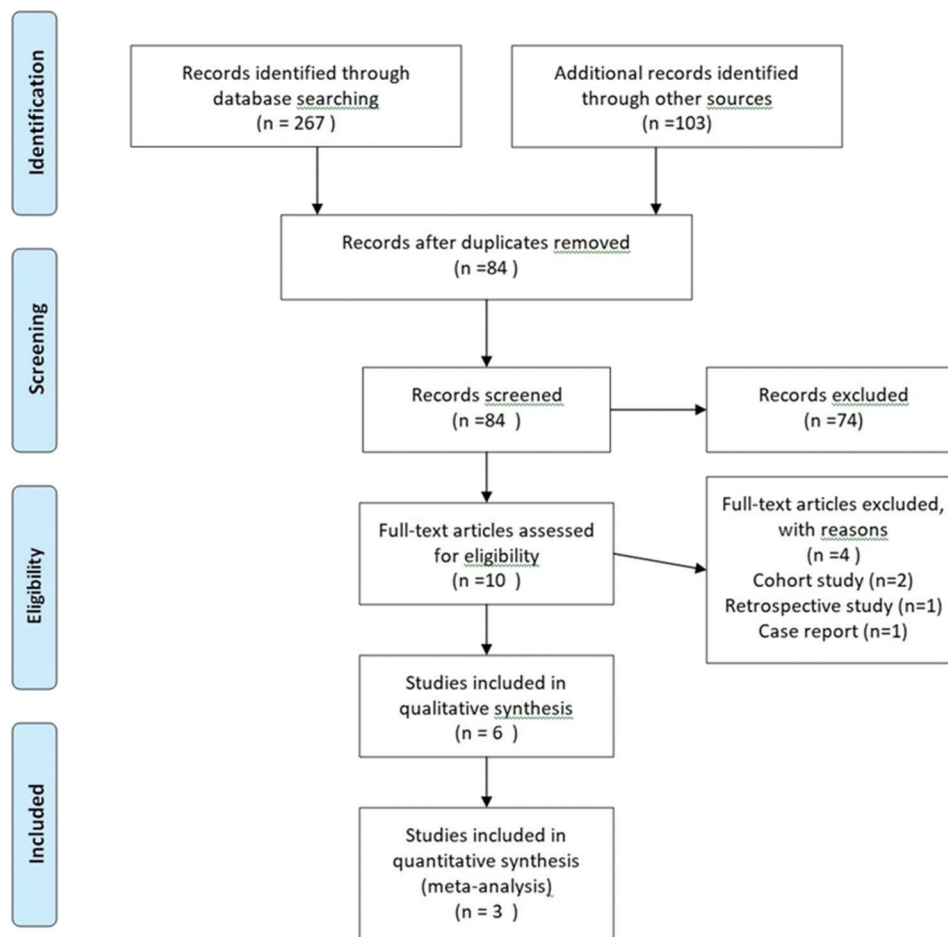 Identification
Records identified through
database searching
(n = 267 )
Additional records identified
through other sources
(n =103)
Records after duplicates removed
(n =84 )
Screening
Records screened
(n =84 )
Records excluded
(n =74)
Eligibility
Full-text articles assessed
for eligibility
(n =10 )
Full-text articles excluded,
with reasons
(n =4 )
Cohort study (n=2)
Retrospective study (n=1)
Case report (n=1)
Studies included in
qualitative synthesis
(n = 6 )
Included
Studies included in
quantitative synthesis
(meta-analysis)
(n = 3 )